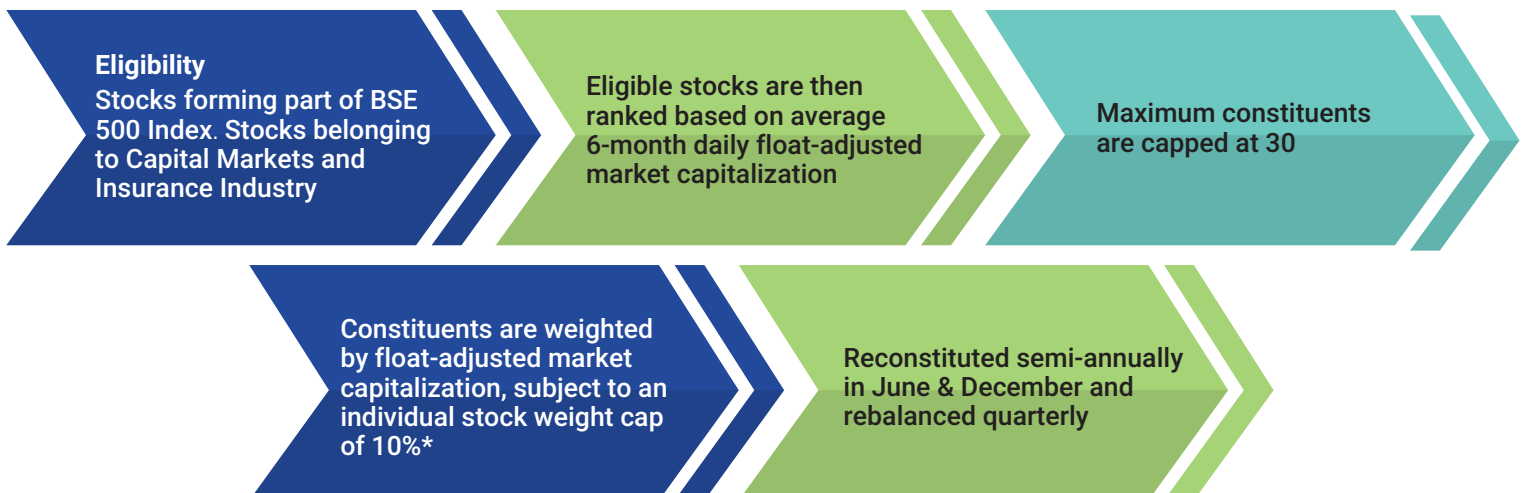 Eligibility
Stocks forming part of BSE
500 Index. Stocks belonging
to Capital Markets and
Insurance Industry
Eligible stocks are then
ranked based on average
6-month daily float-adjusted
market capitalization
Maximum constituents
are capped at 30
Constituents are weighted
by float-adjusted market
capitalization, subject to an
individual stock weight cap
of 10%*
Reconstituted semi-annually
in June & December and
rebalanced quarterly